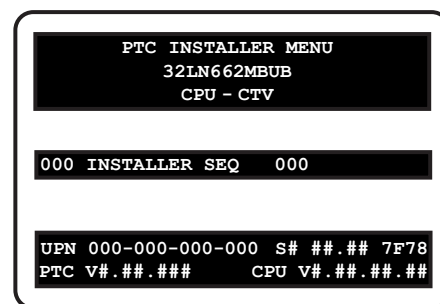 PTC INSTALLER MENU
32LN662MBUB
CPU – CTV
000 INSTALLER SEQ 000
UPN 000-000-000-000 S# ##.## 7F78
PTC V#.##.### CPU V#.##.##.##